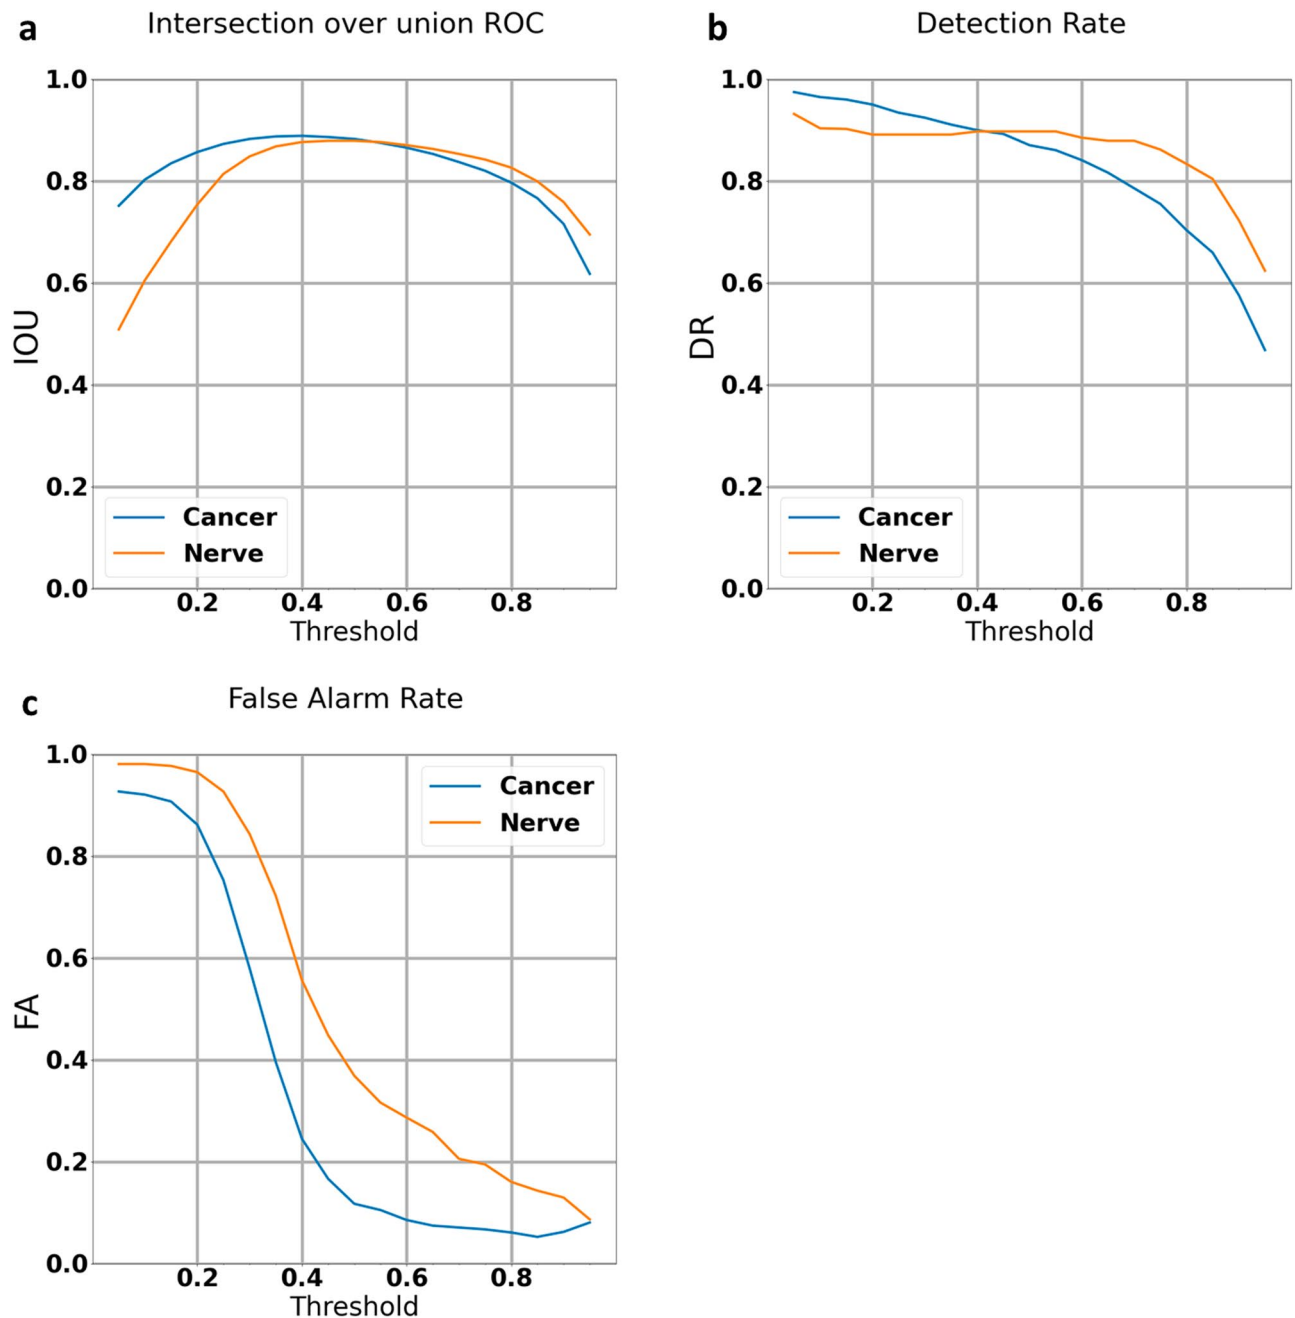 a
Intersection over union ROC
1.0
0.8
0.6
0.4
0.2
0.0
IOU
Cancer
Nerve
0.2 0.4 0.6 0.8
Threshold
b
Detection Rate
1.0
0.8
0.6
0.4
0.2
0.0
DR
Cancer
Nerve
0.2 0.4 0.6 0.8
Threshold
c
False Alarm Rate
1.0
0.8
0.6
0.4
0.2
0.0
FA
Cancer
Nerve
0.2 0.4 0.6 0.8
Threshold